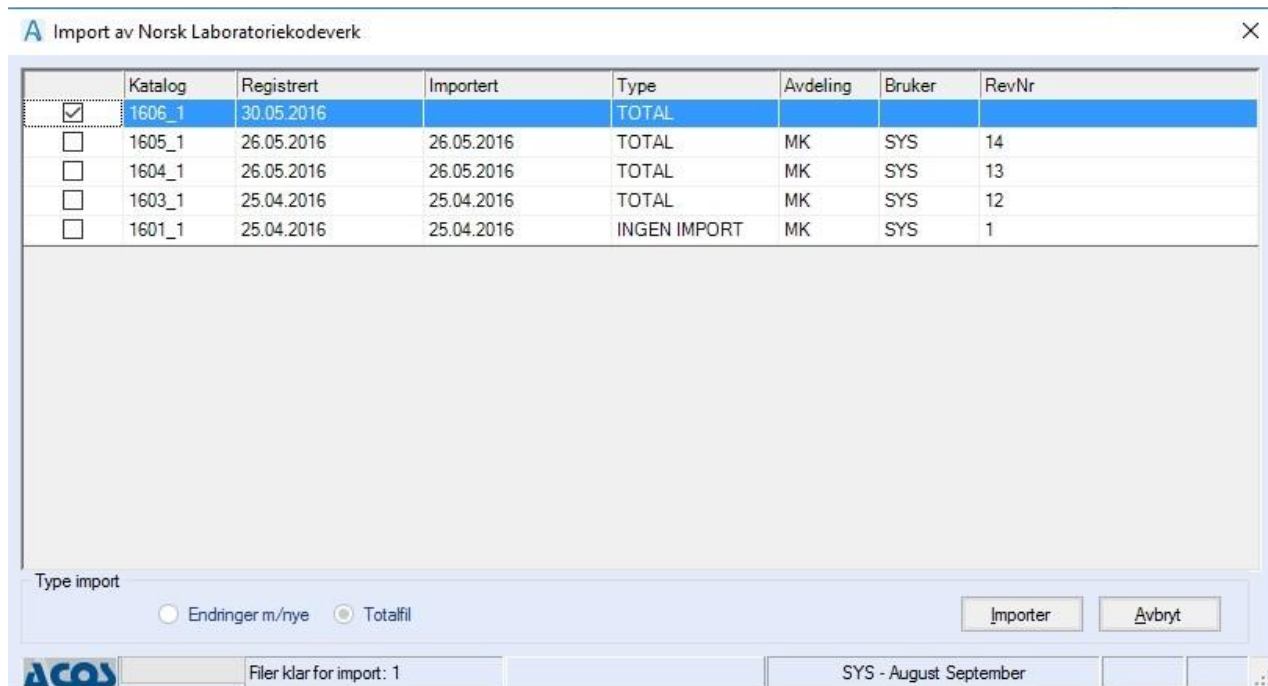 Import av Norsk Laboratoriekodeverk
Katalog Registrert Importert Type Avdeling Bruker RevNr
1606_1 30.05.2016 TOTAL
1605_1 26.05.2016 26.05.2016 TOTAL MK SYS 14
1604_1 26.05.2016 26.05.2016 TOTAL MK SYS 13
1603_1 25.04.2016 25.04.2016 TOTAL MK SYS 12
1601_1 25.04.2016 25.04.2016 INGEN IMPORT MK SYS 1
Type import
Endringer m/nye Totalfil Importer Avbryt
ACOS Filer klar for import: 1 SYS - August September